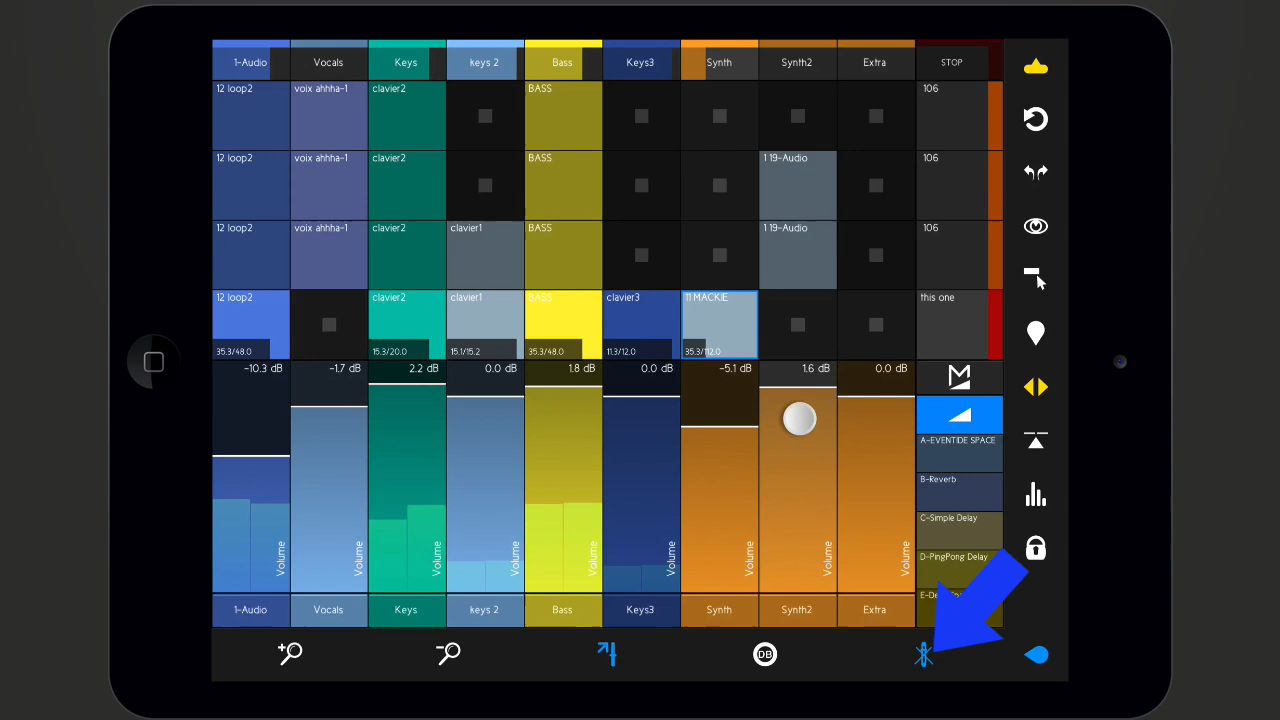 1-Audio Vocals Keys keys 2 Bass Keys3 Synth Synth2 Extra STOP
12 loop2 voix ahhha-1 clavier2 BASS 106
12 loop2 voix ahhha-1 clavier2 BASS 1 19-Audio 106
12 loop2 voix ahhha-1 clavier2 clavier1 BASS 1 19-Audio 106
12 loop2 clavier2 clavier1 BASS clavier3 11 MACKIE this one
35.3/48.0 15.3/20.0 15.1/15.2 35.3/48.0 11.3/12.0 35.3/112.0
-10.3 dB -1.7 dB 2.2 dB 0.0 dB 1.8 dB 0.0 dB -5.1 dB 1.6 dB 0.0 dB
A-EVENTIDE SPACE
B-Reverb
C-Simple Delay
D-PingPong Delay
Volume Volume Volume Volume Volume Volume Volume Volume Volume
1-Audio Vocals Keys keys 2 Bass Keys3 Synth Synth2 Extra
DB